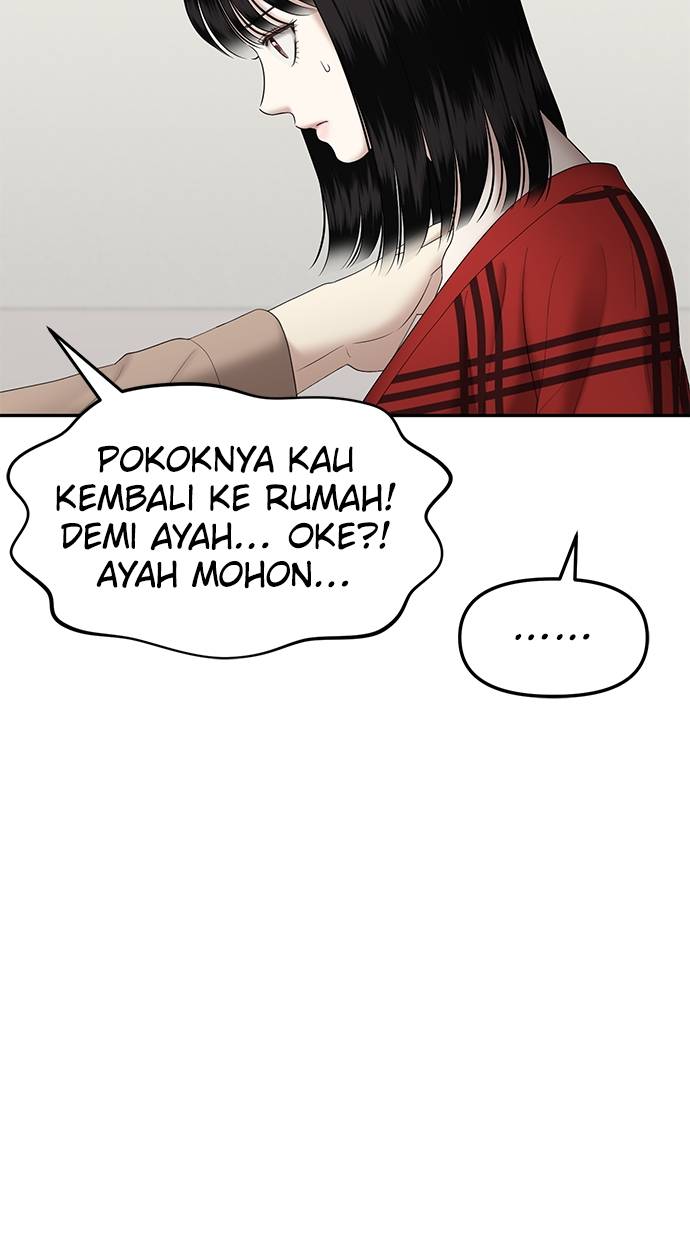 POKOKNYA KAU
KEMBALI KE RUMAH!
DEMI AYAH... OKE?!
AYAH MOHON...
......